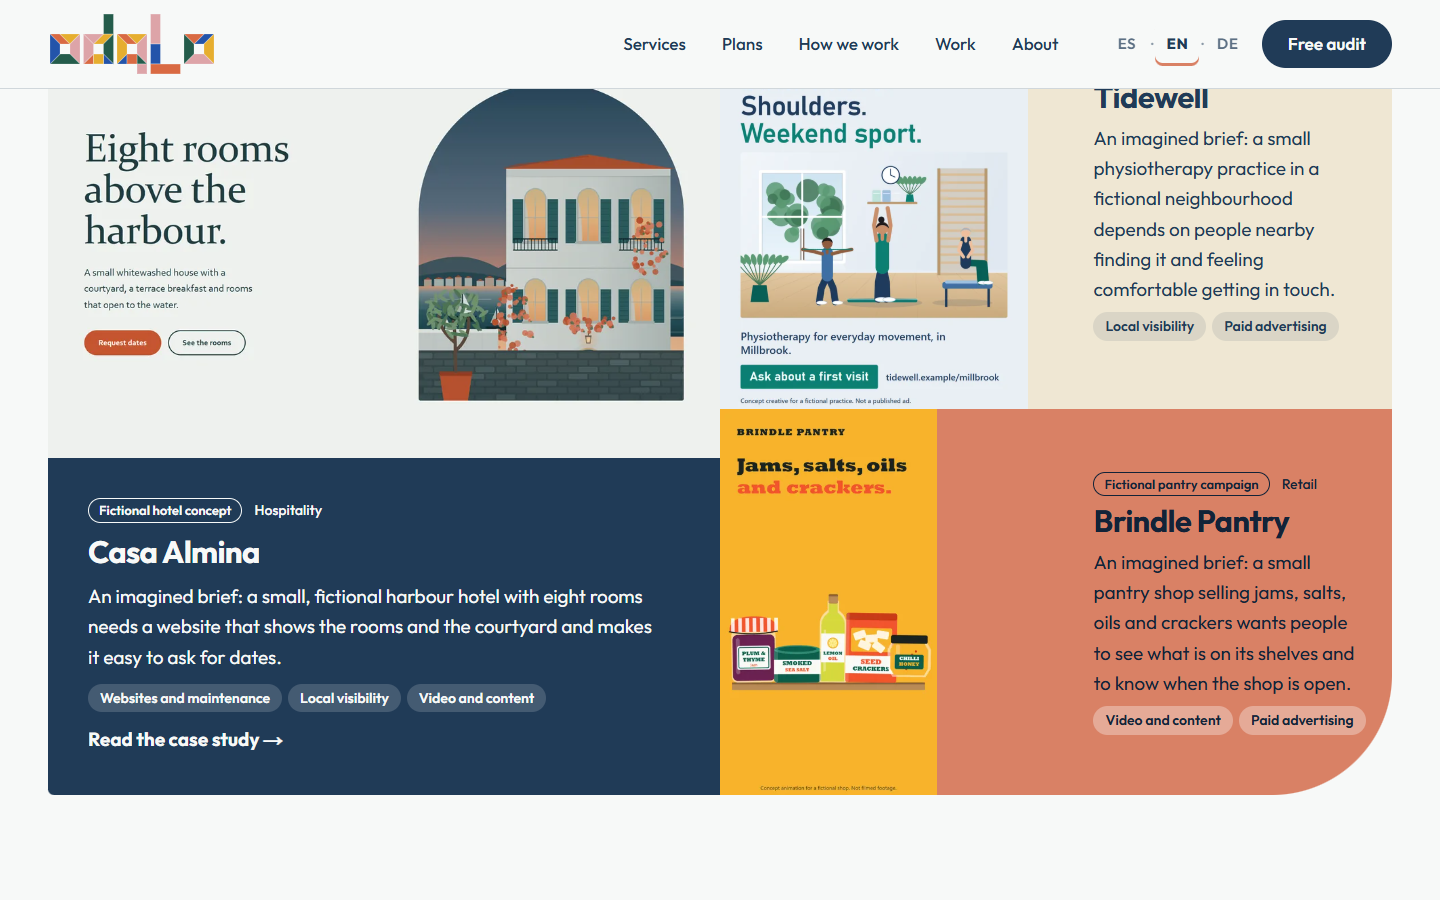 odalo
Services
Plans
How we work
Work
About
ES · EN · DE
Free audit
Eight rooms
above the
harbour.
A small whitewashed house with a
courtyard, a terrace breakfast and rooms
that open to the water.
Request dates
See the rooms
Shoulders.
Weekend sport.
Physiotherapy for everyday movement, in
Millbrook.
Ask about a first visit
tidewell.example/millbrook
Concept creative for a fictional practice. Not a published ad.
Tidewell
An imagined brief: a small
physiotherapy practice in a
fictional neighbourhood
depends on people nearby
finding it and feeling
comfortable getting in touch.
Local visibility
Paid advertising
Fictional hotel concept
Hospitality
Casa Almina
An imagined brief: a small, fictional harbour hotel with eight rooms
needs a website that shows the rooms and the courtyard and makes
it easy to ask for dates.
Websites and maintenance
Local visibility
Video and content
Read the case study →
BRINDLE PANTRY
Jams, salts, oils
and crackers.
PLUM &
THYME
SMOKED
SEA SALT
LEMON
OIL
SEED
CRACKERS
CHILLI
HONEY
Concept animation for a fictional shop. Not filmed footage.
Fictional pantry campaign
Retail
Brindle Pantry
An imagined brief: a small
pantry shop selling jams, salts,
oils and crackers wants people
to see what is on its shelves and
to know when the shop is open.
Video and content
Paid advertising